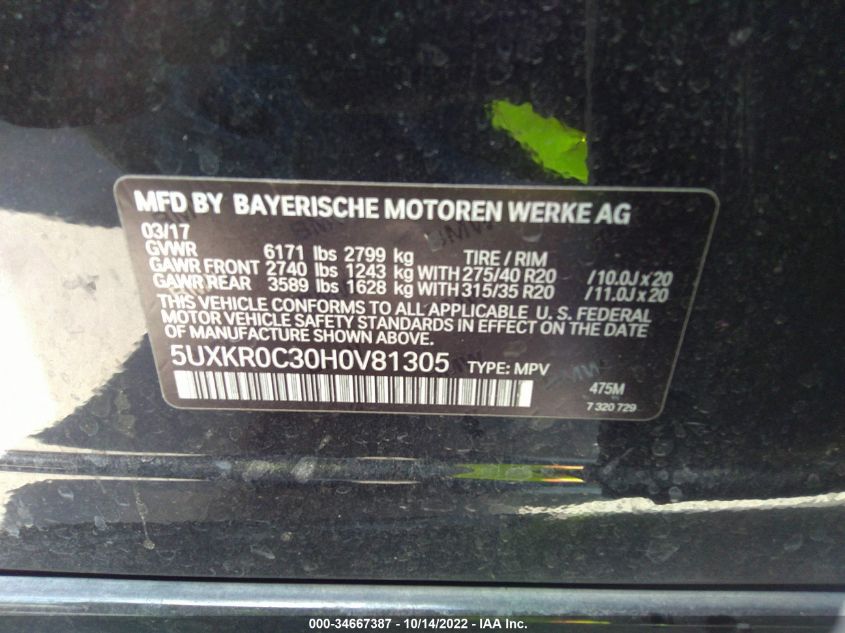 MFD BY BAYERISCHE MOTOREN WERKE AG
03/17
GVWR 6171 lbs 2799 kg TIRE / RIM
GAWR FRONT 2740 lbs 1243 kg WITH 275/40 R20 /10.0J x 20
GAWR REAR 3589 lbs 1628 kg WITH 315/35 R20 /11.0J x 20
THIS VEHICLE CONFORMS TO ALL APPLICABLE U. S. FEDERAL
MOTOR VEHICLE SAFETY STANDARDS IN EFFECT ON THE DATE
OF MANUFACTURE SHOWN ABOVE.
5UXKR0C30H0V81305 TYPE: MPV
475M
7 320 729
000-34667387 - 10/14/2022 - IAA Inc.